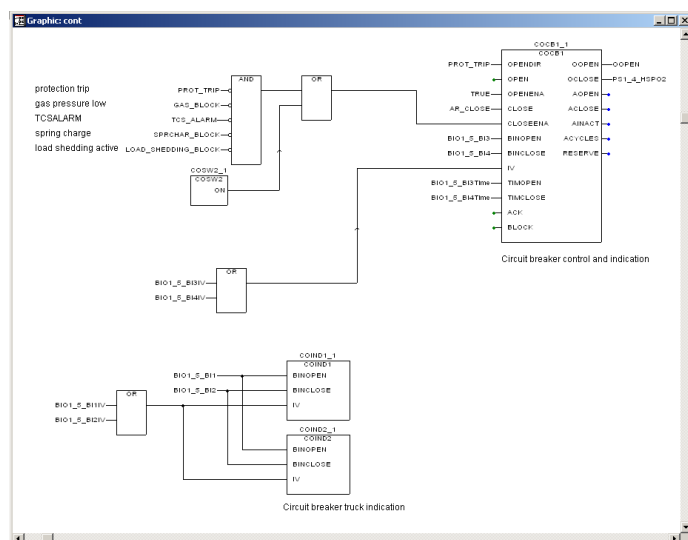 Graphic: cont
COCB1_1
COCB1
PROT_TRIP OPENDIR OOPEN OOPEN
OPEN OCLOSE PS1_4_HSPO2
TRUE OPENENA AOPEN
AR_CLOSE CLOSE ACLOSE
CLOSEENA AINACT
BIO1_5_BI3 BINOPEN ACYCLES
BIO1_5_BI4 BINCLOSE RESERVE
IV
BIO1_5_BI3Time TIMOPEN
BIO1_5_BI4Time TIMCLOSE
ACK
BLOCK
Circuit breaker control and indication
AND OR
protection trip PROT_TRIP
gas pressure low GAS_BLOCK
TCSALARM TCS_ALARM
spring charge SPRCHAR_BLOCK
load shedding active LOAD_SHEDDING_BLOCK
COSW2_1
COSW2
ON
OR
BIO1_5_BI3IV
BIO1_5_BI4IV
COIND1_1
COIND1
BIO1_5_BI1 BINOPEN
BIO1_5_BI2 BINCLOSE
OR
BIO1_5_BI1IV IV
BIO1_5_BI2IV
COIND2_1
COIND2
BINOPEN
BINCLOSE
IV
Circuit breaker truck indication